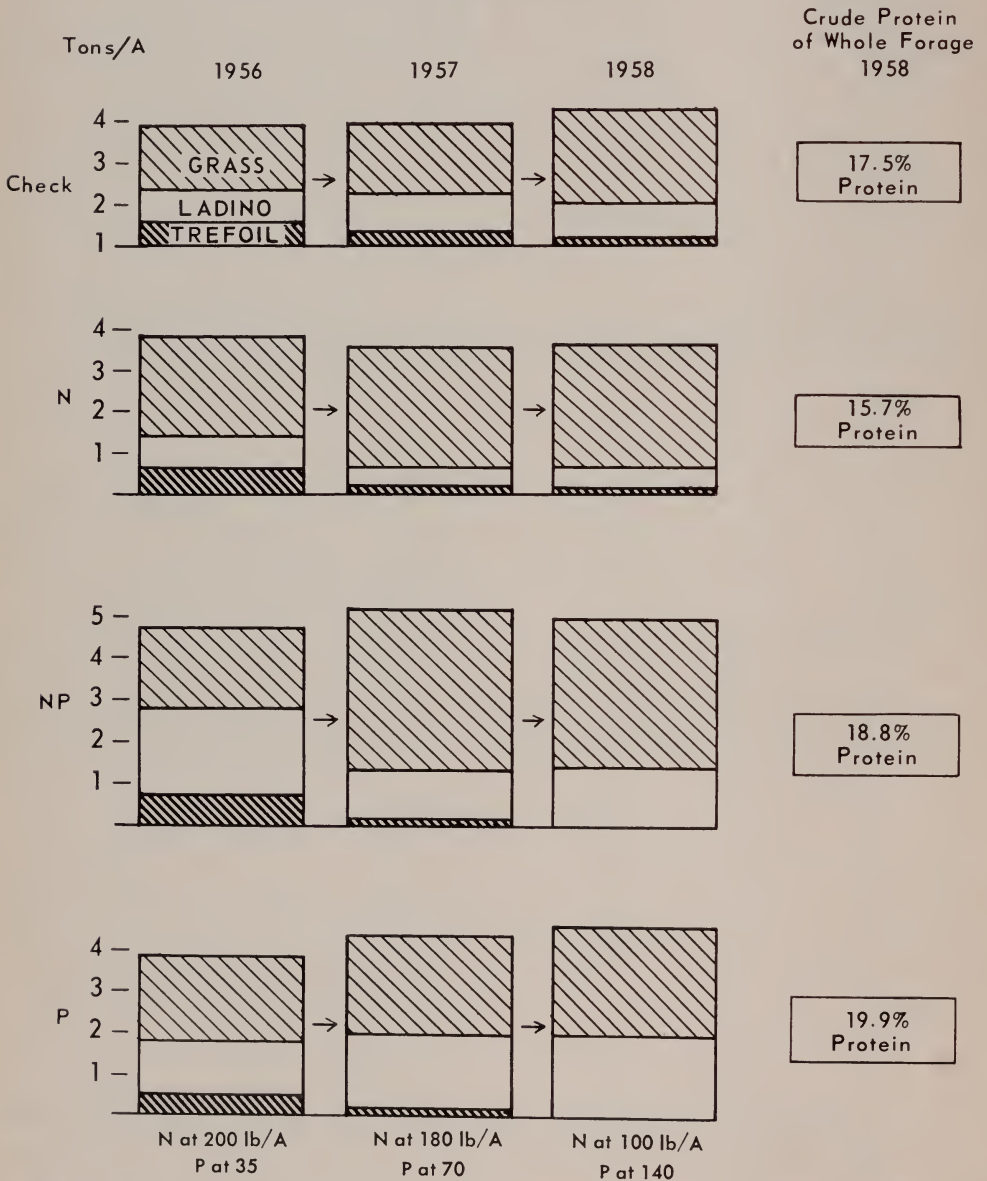 Tons/A
1956
1957
1958
Crude Protein
of Whole Forage
1958
Check
4
3
2
1
GRASS
LADINO
TREFOIL
17.5%
Protein
N
4
3
2
1
15.7%
Protein
NP
5
4
3
2
1
18.8%
Protein
P
4
3
2
1
19.9%
Protein
N at 200 lb/A
P at 35
N at 180 lb/A
P at 70
N at 100 lb/A
P at 140